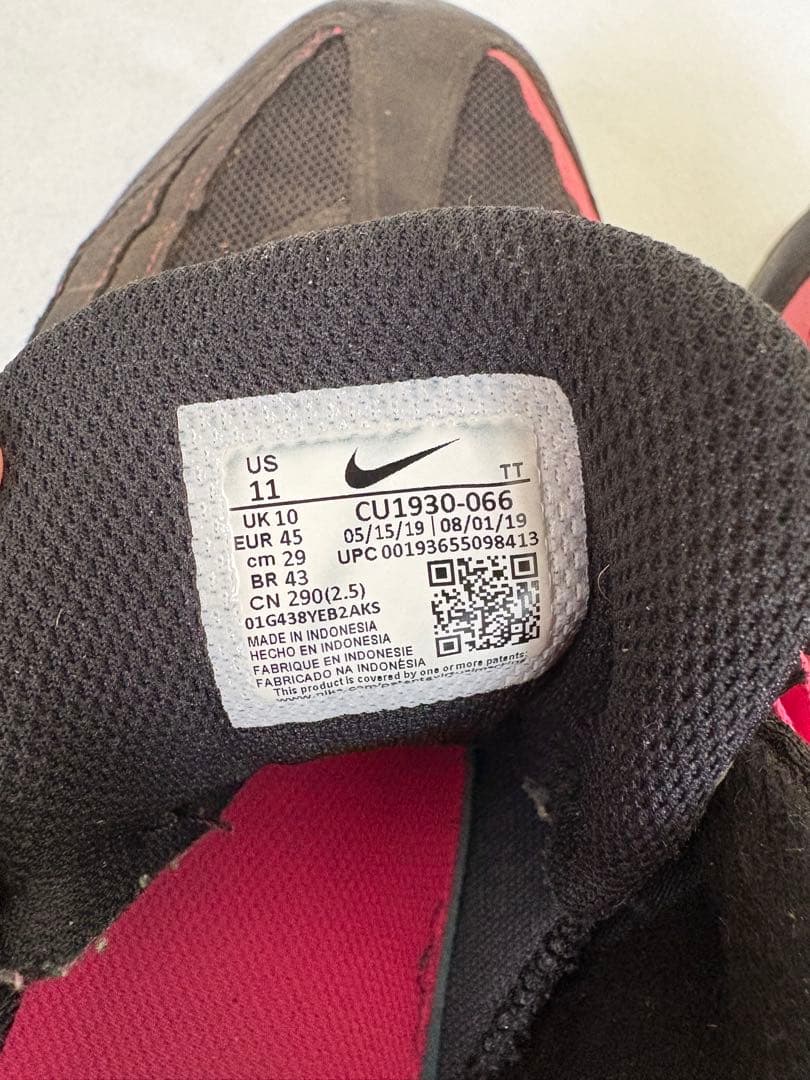 US
11
TT
UK 10
EUR 45
cm 29
BR 43
CN 290(2.5)
CU1930-066
05/15/19 | 08/01/19
UPC 00193655098413
01G438YEB2AKS
MADE IN INDONESIA
HECHO EN INDONESIA
FABRIQUE EN INDONESIE
FABRICADO NA INDONÉSIA
This product is covered by one or more patents: